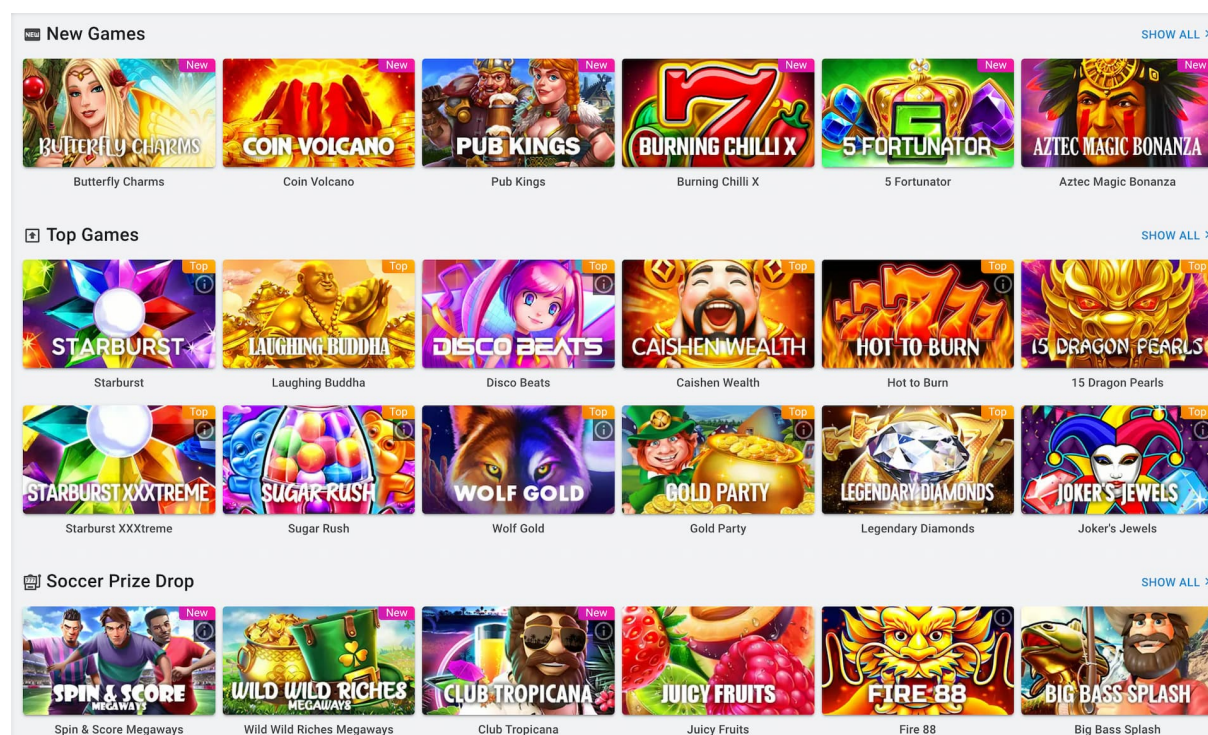 NEW New Games
SHOW ALL >
New
New
New
New
New
New
BUTTERFLY CHARMS
COIN VOLCANO
PUB KINGS
BURNING CHILLI X
5
5 FORTUNATOR
AZTEC MAGIC BONANZA
Butterfly Charms
Coin Volcano
Pub Kings
Burning Chilli X
5 Fortunator
Aztec Magic Bonanza
Top Games
SHOW ALL >
Top
Top
Top
Top
Top
Top
STARBURST
LAUGHING BUDDHA
DISCO BEATS
CAISHEN WEALTH
HOT TO BURN
15 DRAGON PEARLS
Starburst
Laughing Buddha
Disco Beats
Caishen Wealth
Hot to Burn
15 Dragon Pearls
Top
Top
Top
Top
Top
Top
STARBURST XXXTREME
SUGAR RUSH
WOLF GOLD
GOLD PARTY
LEGENDARY DIAMONDS
JOKER'S JEWELS
Starburst XXXtreme
Sugar Rush
Wolf Gold
Gold Party
Legendary Diamonds
Joker's Jewels
Soccer Prize Drop
SHOW ALL >
New
New
New
SPIN & SCORE
MEGAWAYS
WILD WILD RICHES
MEGAWAYS
CLUB TROPICANA
JUICY FRUITS
FIRE 88
BIG BASS SPLASH
Spin & Score Megaways
Wild Wild Riches Megaways
Club Tropicana
Juicy Fruits
Fire 88
Big Bass Splash